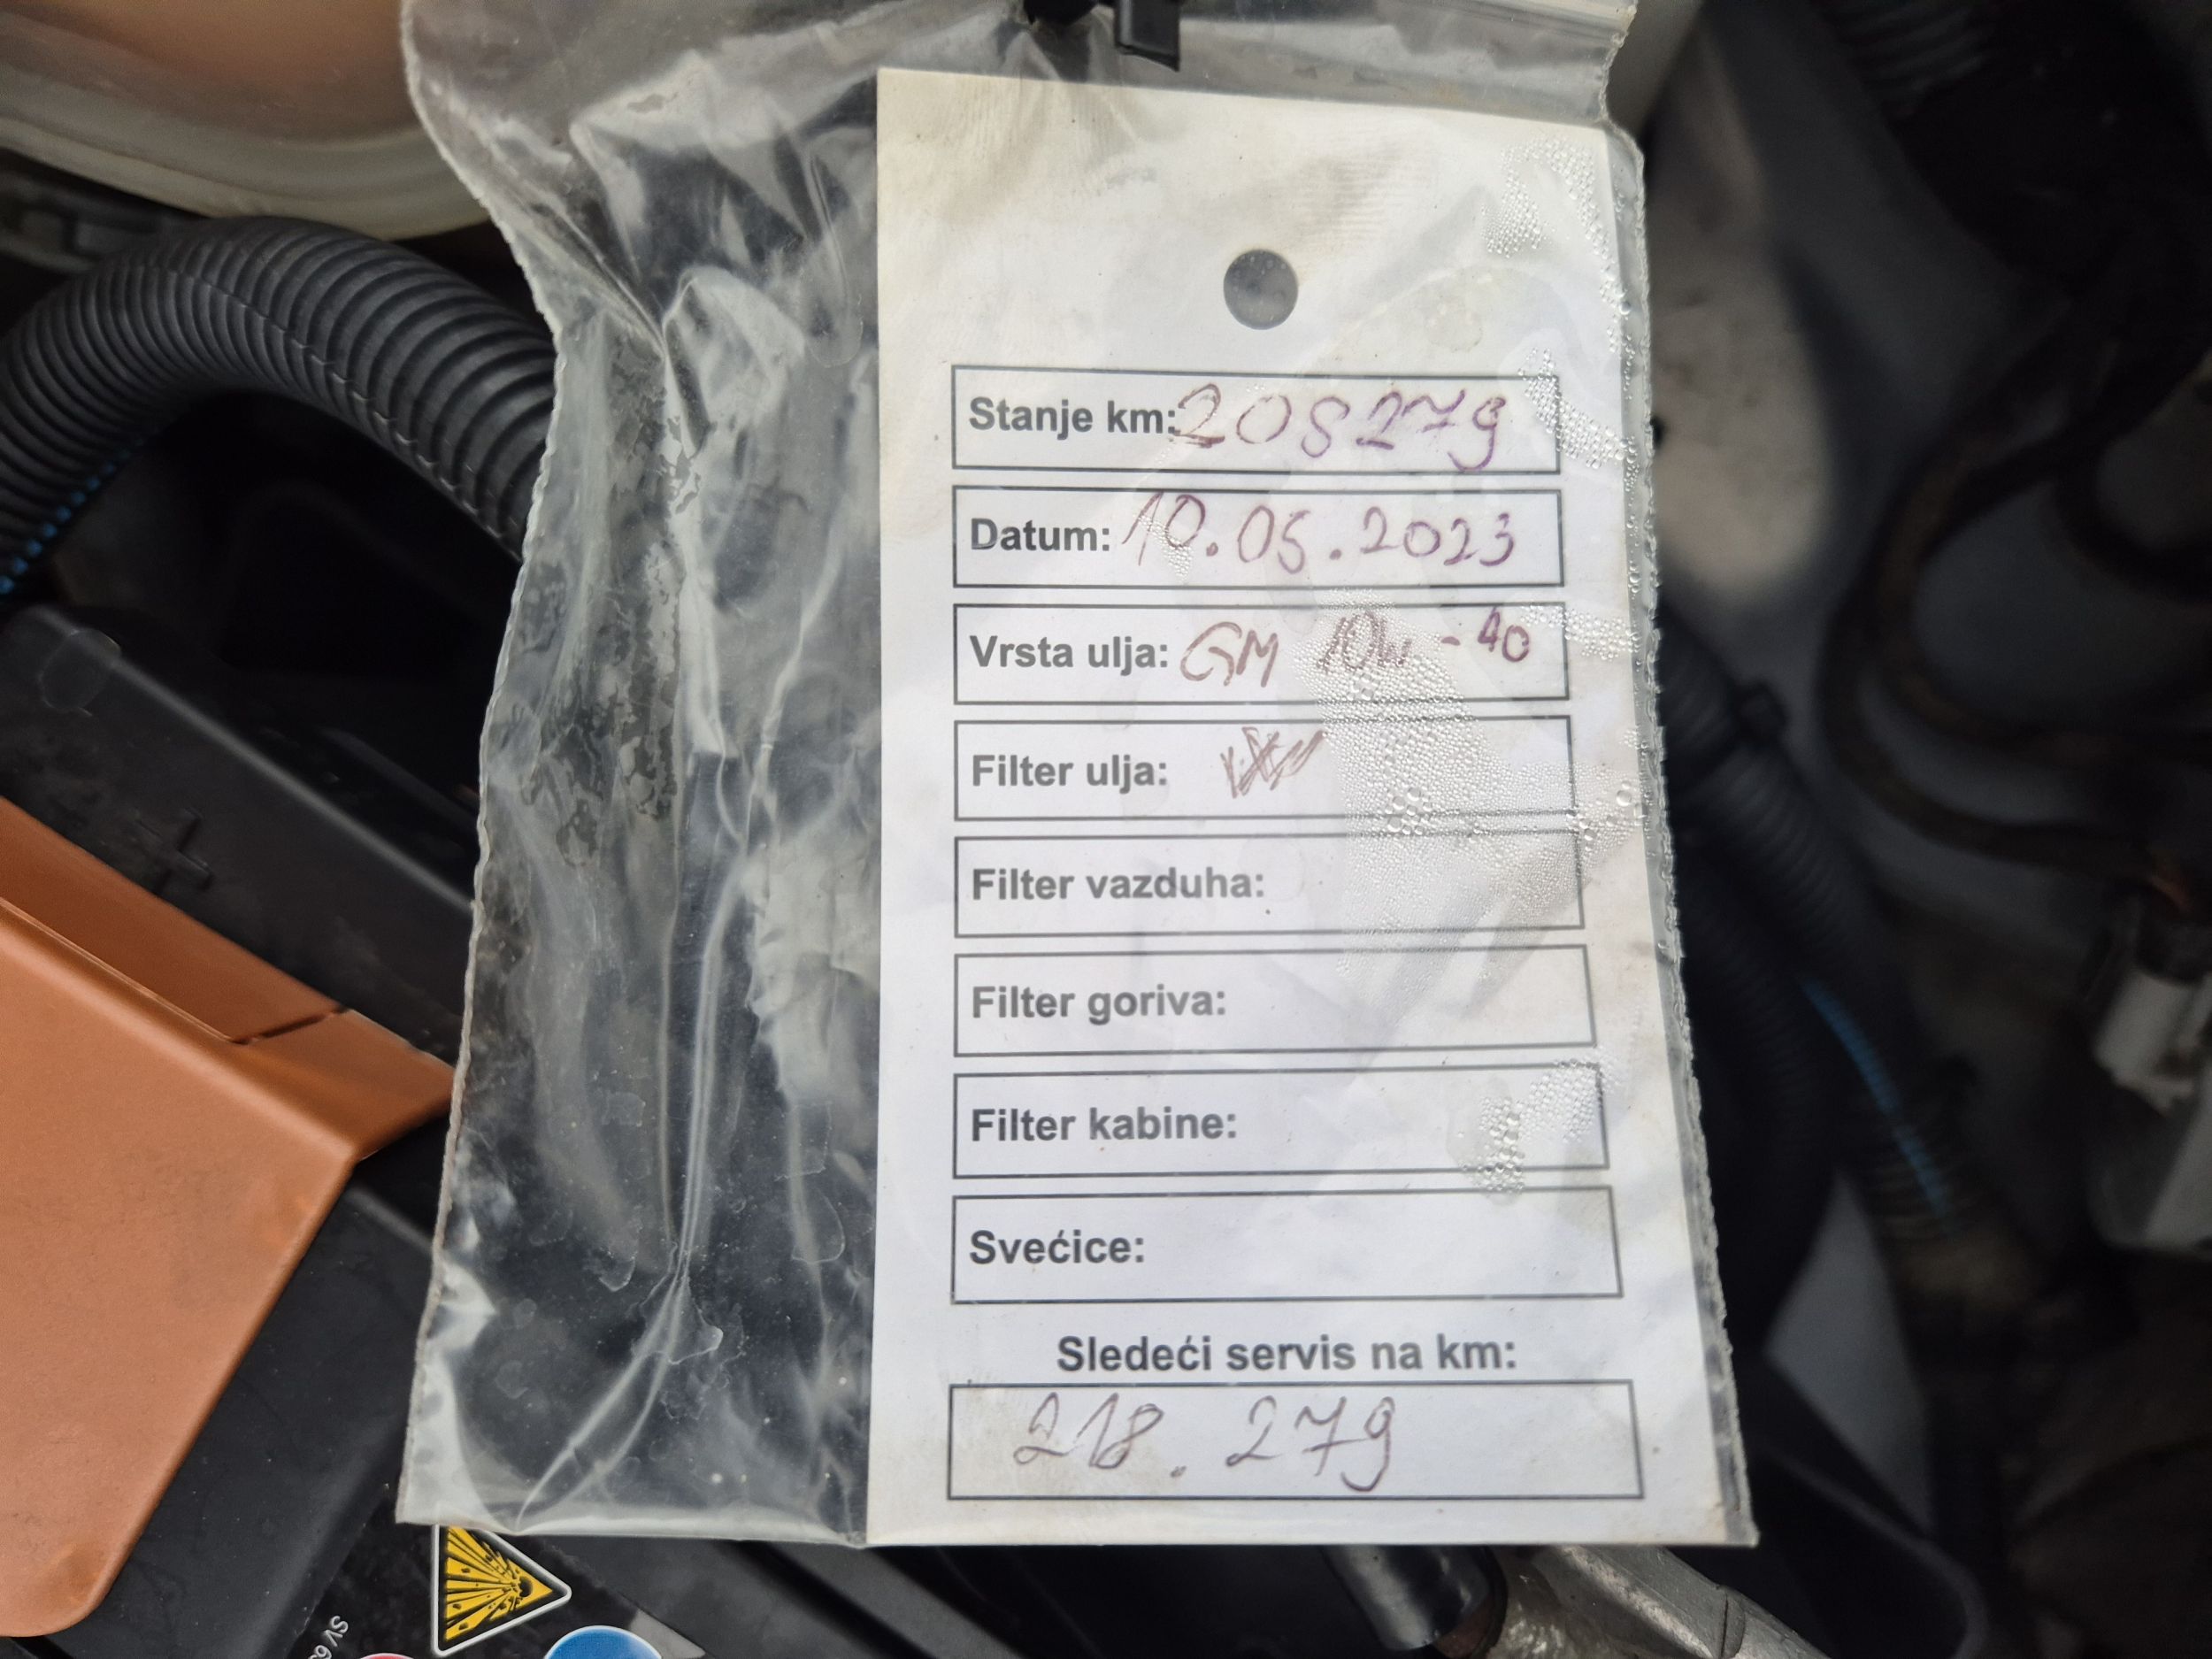 Stanje km: 208279
Datum: 10.05.2023
Vrsta ulja: GM 10w-40
Filter ulja:
Filter vazduha:
Filter goriva:
Filter kabine:
Svećice:
Sledeći servis na km:
218.279
SV